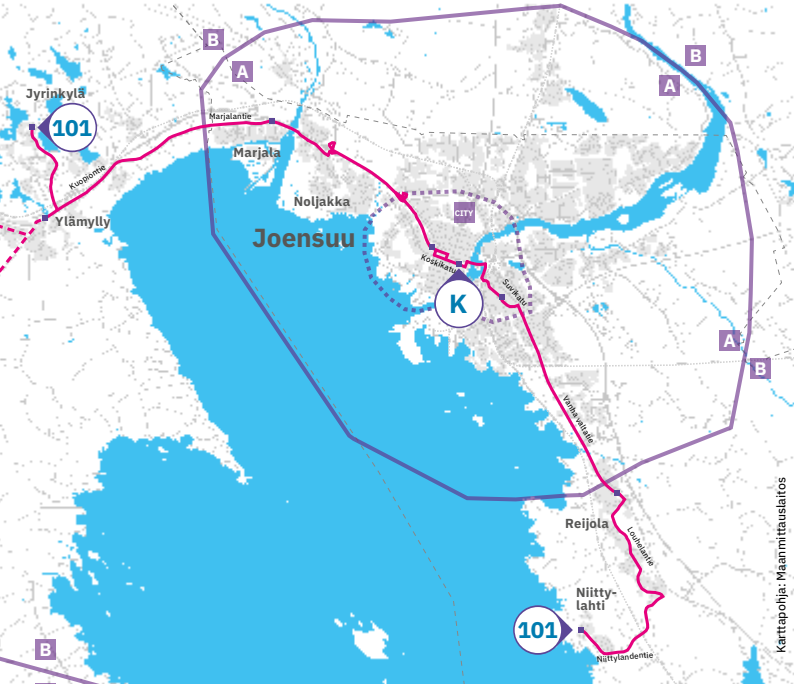 B
A
B
A
Jyrinkylä
101
Marjalantie
Marjala
Kuopiontie
Noljakka
Ylämylly
Joensuu
CITY
Koskikatu
K
Suvikatu
A
B
Vanha valtatie
Reijola
Louhelantie
Niitty-
lahti
101
Niittylahdentie
B
Karttapohja: Maanmittauslaitos